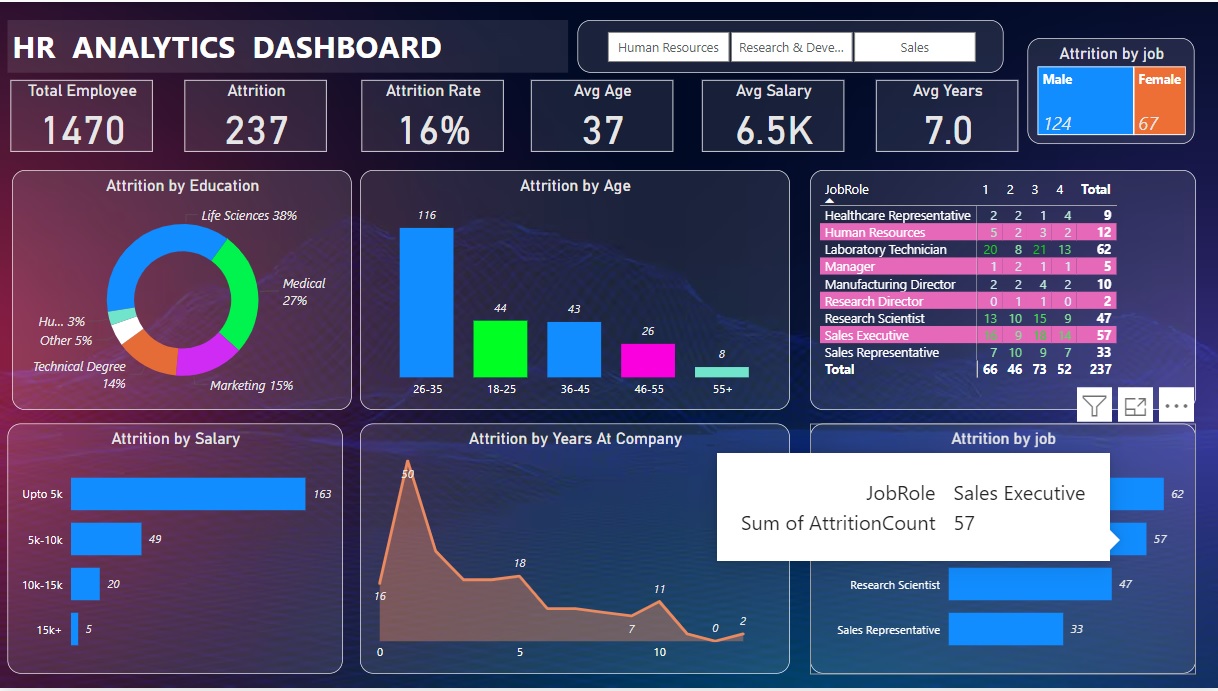 HR ANALYTICS DASHBOARD
Human Resources
Research & Deve...
Sales
Attrition by job
Male
Female
124
67
Total Employee
1470
Attrition
237
Attrition Rate
16%
Avg Age
37
Avg Salary
6.5K
Avg Years
7.0
Attrition by Education
Life Sciences 38%
Medical
27%
Hu... 3%
Other 5%
Technical Degree
14%
Marketing 15%
Attrition by Age
116
44
43
26
8
26-35 18-25 36-45 46-55 55+
JobRole 1 2 3 4 Total
Healthcare Representative 2 2 1 4 9
Human Resources 5 2 3 2 12
Laboratory Technician 20 8 21 13 62
Manager 1 2 1 1 5
Manufacturing Director 2 2 4 2 10
Research Director 0 1 1 0 2
Research Scientist 13 10 15 9 47
Sales Executive 9 57
Sales Representative 7 10 9 7 33
Total 66 46 73 52 237
Attrition by Salary
Upto 5k 163
5k-10k 49
10k-15k 20
15k+ 5
Attrition by Years At Company
50
18
16
11
7
0
2
0 5 10
Attrition by job
JobRole Sales Executive
Sum of AttritionCount 57
62
57
Research Scientist 47
Sales Representative 33